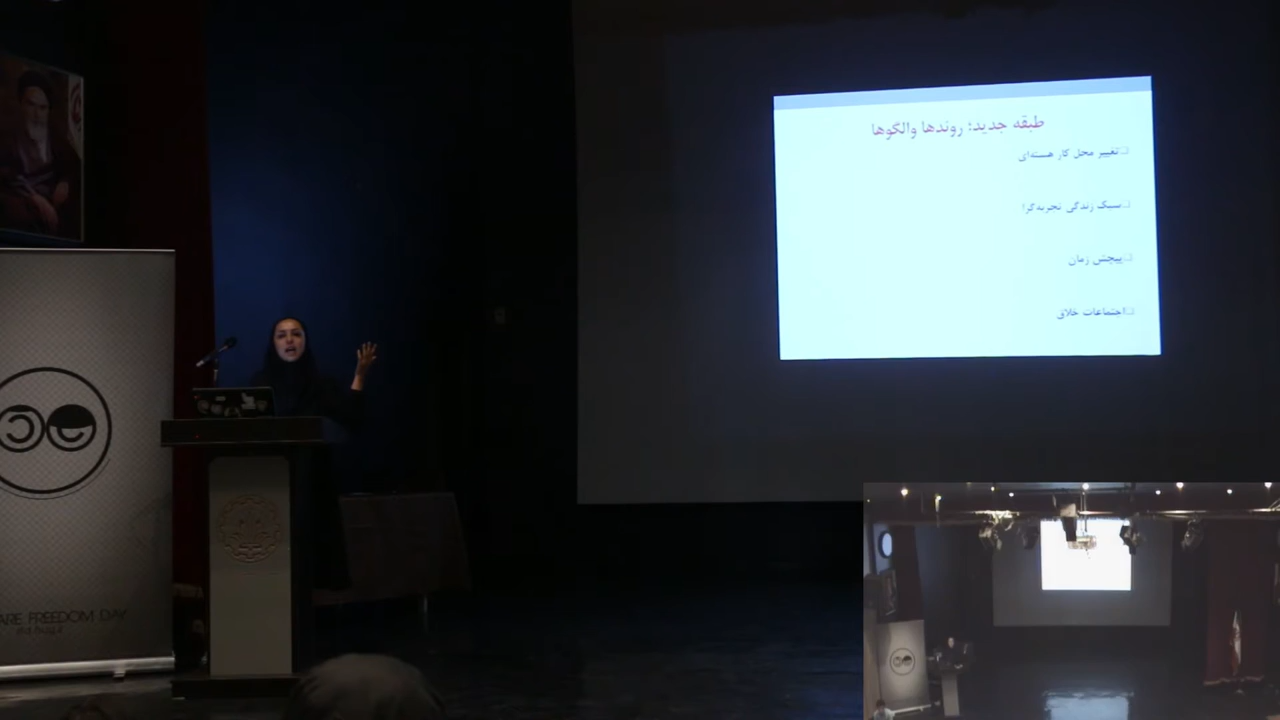 طبقه جدید؛ روندها والگوها
تغییر محل کار هسته‌ای
سبک زندگی تجربه‌گرا
پیچش زمان
اجتماعات خلاق
ARE FREEDOM DAY